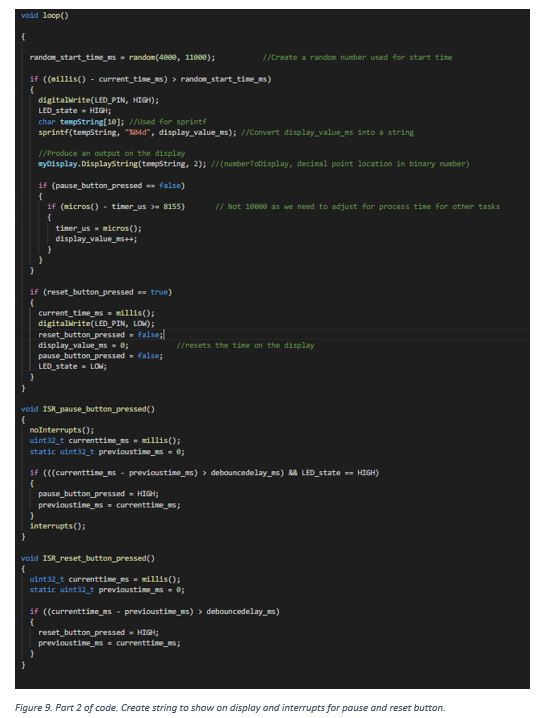 void loop()
{
random_start_time_ms = random(4000, 11000); //Create a random number used for start time
if ((millis() - current_time_ms) > random_start_time_ms)
{
digitalWrite(LED_PIN, HIGH);
LED_state = HIGH;
char tempString[10]; //Used for sprintf
sprintf(tempString, "%04d", display_value_ms); //Convert display_value_ms into a string
//Produce an output on the display
myDisplay.DisplayString(tempString, 2); //(numberToDisplay, decimal point location in binary number)
if (pause_button_pressed == false)
{
if (micros() - timer_us >= 8155) // Not 10000 as we need to adjust for process time for other tasks
{
timer_us = micros();
display_value_ms++;
}
}
}
if (reset_button_pressed == true)
{
current_time_ms = millis();
digitalWrite(LED_PIN, LOW);
reset_button_pressed = false;
display_value_ms = 0; //resets the time on the display
pause_button_pressed = false;
LED_state = LOW;
}
}
void ISR_pause_button_pressed()
{
noInterrupts();
uint32_t currenttime_ms = millis();
static uint32_t previoustime_ms = 0;
if (((currenttime_ms - previoustime_ms) > debouncedelay_ms) && LED_state == HIGH)
{
pause_button_pressed = HIGH;
previoustime_ms = currenttime_ms;
}
interrupts();
}
void ISR_reset_button_pressed()
{
uint32_t currenttime_ms = millis();
static uint32_t previoustime_ms = 0;
if ((currenttime_ms - previoustime_ms) > debouncedelay_ms)
{
reset_button_pressed = HIGH;
previoustime_ms = currenttime_ms;
}
}
Figure 9. Part 2 of code. Create string to show on display and interrupts for pause and reset button.